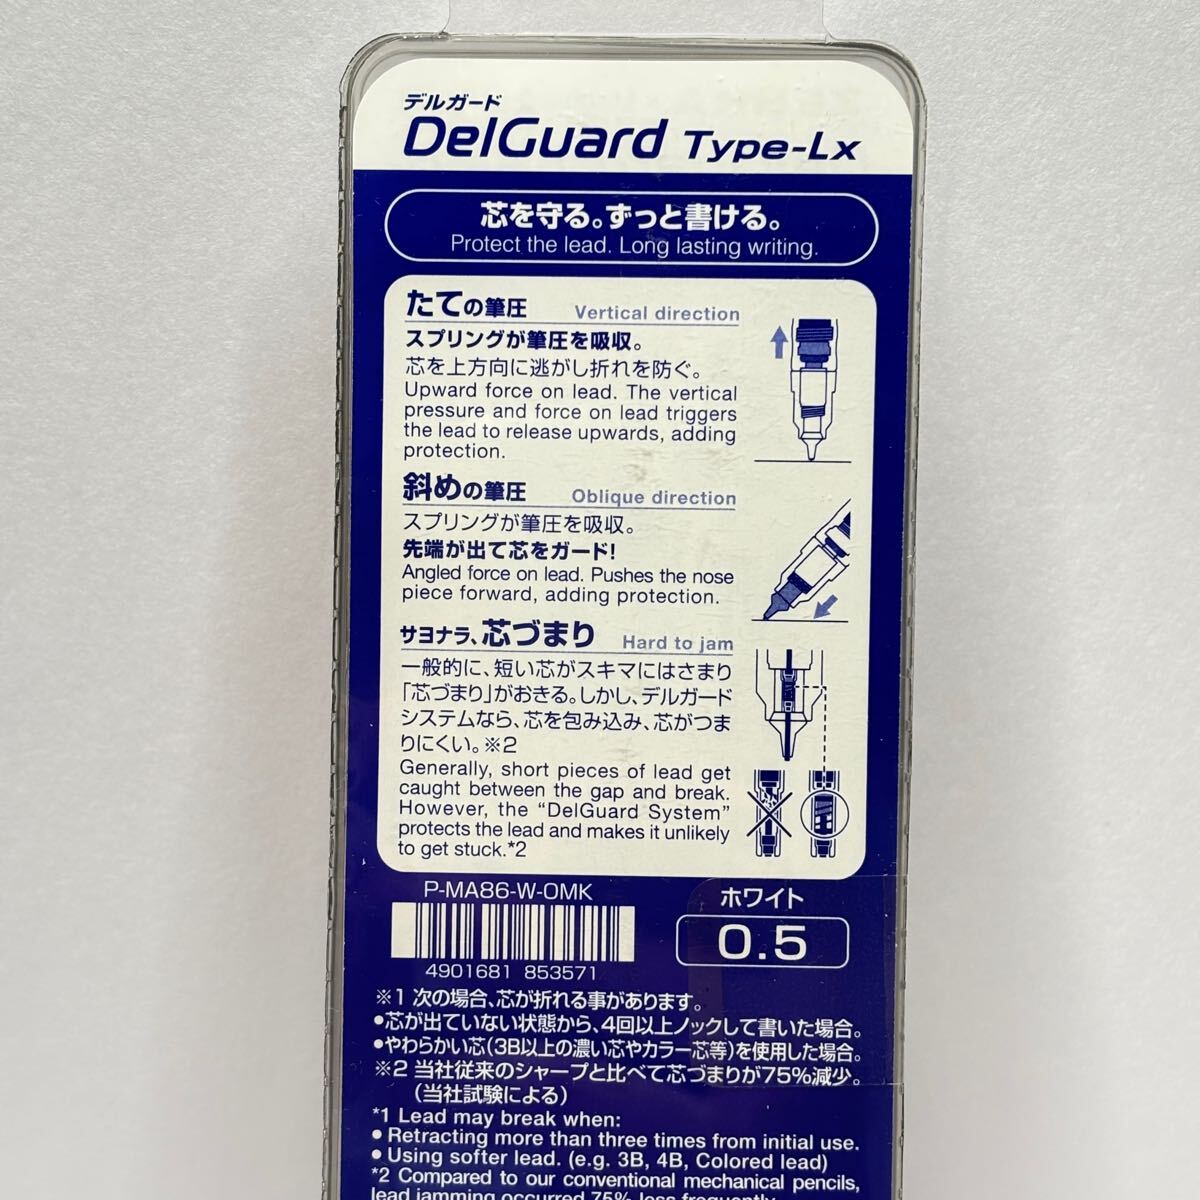 デルガード
DelGuard Type-Lx
芯を守る。ずっと書ける。
Protect the lead. Long lasting writing.
たての筆圧 Vertical direction
スプリングが筆圧を吸収。
芯を上方向に逃がし折れを防ぐ。
Upward force on lead. The vertical
pressure and force on lead triggers
the lead to release upwards, adding
protection.
斜めの筆圧 Oblique direction
スプリングが筆圧を吸収。
先端が出て芯をガード!
Angled force on lead. Pushes the nose
piece forward, adding protection.
サヨナラ、芯づまり Hard to jam
一般的に、短い芯がスキマにはさまり
「芯づまり」がおきる。しかし、デルガード
システムなら、芯を包み込み、芯がつま
りにくい。※2
Generally, short pieces of lead get
caught between the gap and break.
However, the “DelGuard System”
protects the lead and makes it unlikely
to get stuck.*2
P-MA86-W-OMK
4901681 853571
ホワイト
0.5
※1 次の場合、芯が折れる事があります。
●芯が出ていない状態から、4回以上ノックして書いた場合。
●やわらかい芯(3B以上の濃い芯やカラー芯等)を使用した場合。
※2 当社従来のシャープと比べて芯づまりが75%減少。
(当社試験による)
*1 Lead may break when:
● Retracting more than three times from initial use.
● Using softer lead. (e.g. 3B, 4B, Colored lead)
*2 Compared to our conventional mechanical pencils,
lead jamming occurred 75% less frequently